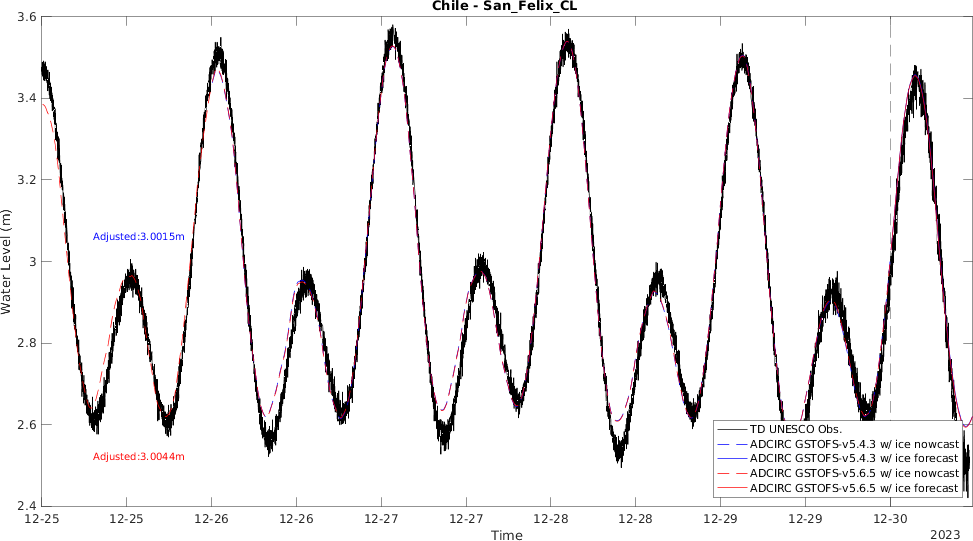 Chile - San_Felix_CL
3.6
3.4
3.2
3
2.8
2.6
2.4
Water Level (m)
Adjusted:3.0015m
Adjusted:3.0044m
TD UNESCO Obs.
ADCIRC GSTOFS-v5.4.3 w/ ice nowcast
ADCIRC GSTOFS-v5.4.3 w/ ice forecast
ADCIRC GSTOFS-v5.6.5 w/ ice nowcast
ADCIRC GSTOFS-v5.6.5 w/ ice forecast
12-25 12-25 12-26 12-26 12-27 12-27 12-28 12-28 12-29 12-29 12-30
Time
2023